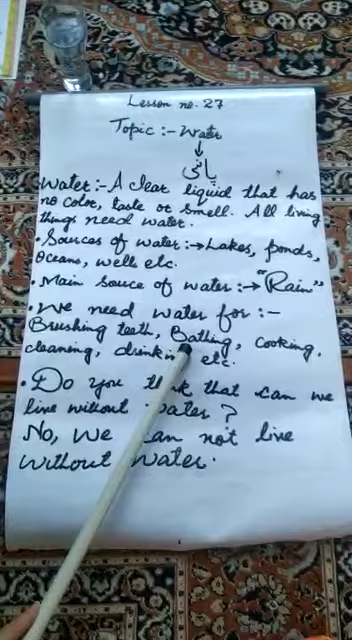 Lesson no. 27
Topic :- Water
↓
پانی
Water:- A clear liquid that has
no color, taste or smell. All living
things need water.
• Sources of water:→ Lakes, ponds,
oceans, wells etc.
• Main source of water:→ "Rain"
• We need water for :-
Brushing teeth, Bathing, cooking,
cleaning, drinkin etc.
• Do you think that can we
live without water?
No, we can not live
without water.